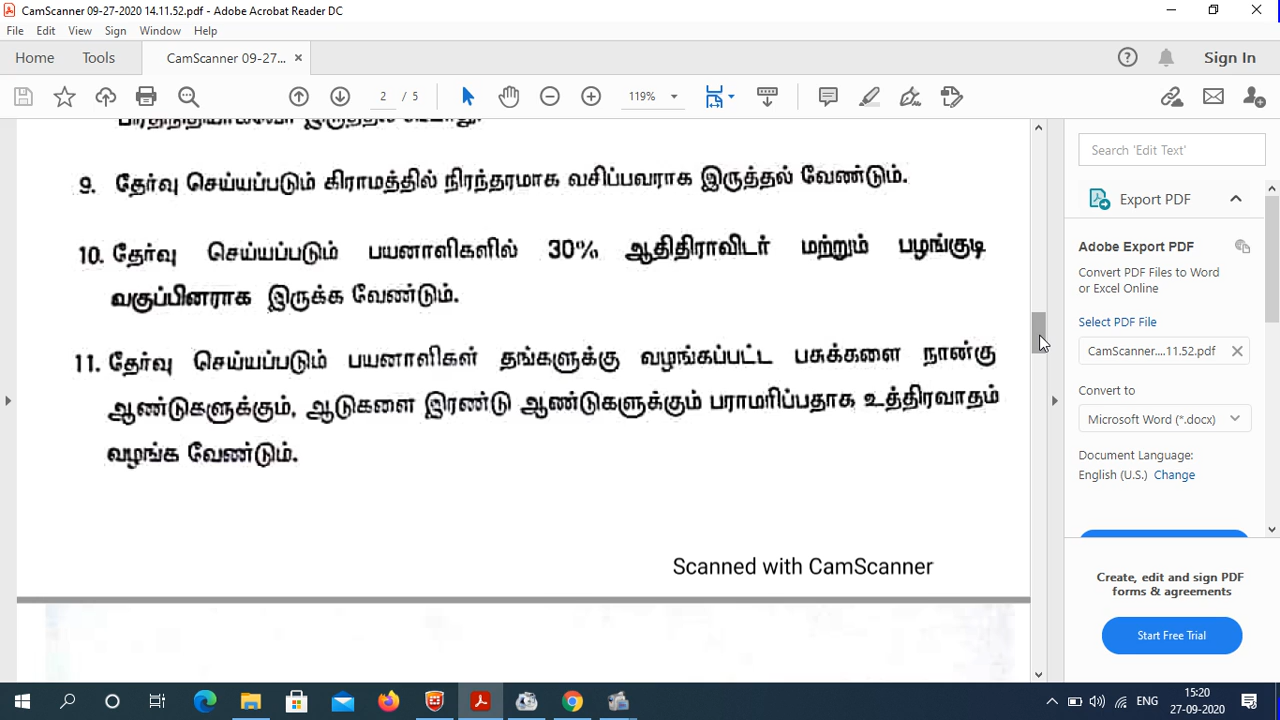 CamScanner 09-27-2020 14.11.52.pdf - Adobe Acrobat Reader DC
File Edit View Sign Window Help
Home Tools CamScanner 09-27... × Sign In
2 / 5 119%
9. தேர்வு செய்யப்படும் கிராமத்தில் நிரந்தரமாக வசிப்பவராக இருத்தல் வேண்டும்.
10. தேர்வு செய்யப்படும் பயனாளிகளில் 30% ஆதிதிராவிடர் மற்றும் பழங்குடி
வகுப்பினராக இருக்க வேண்டும்.
11. தேர்வு செய்யப்படும் பயனாளிகள் தங்களுக்கு வழங்கப்பட்ட பசுக்களை நான்கு
ஆண்டுகளுக்கும், ஆடுகளை இரண்டு ஆண்டுகளுக்கும் பராமரிப்பதாக உத்திரவாதம்
வழங்க வேண்டும்.
Scanned with CamScanner
Search 'Edit Text'
Export PDF
Adobe Export PDF
Convert PDF Files to Word
or Excel Online
Select PDF File
CamScanner....11.52.pdf
Convert to
Microsoft Word (*.docx)
Document Language:
English (U.S.) Change
Create, edit and sign PDF
forms & agreements
Start Free Trial
ENG
15:20
27-09-2020